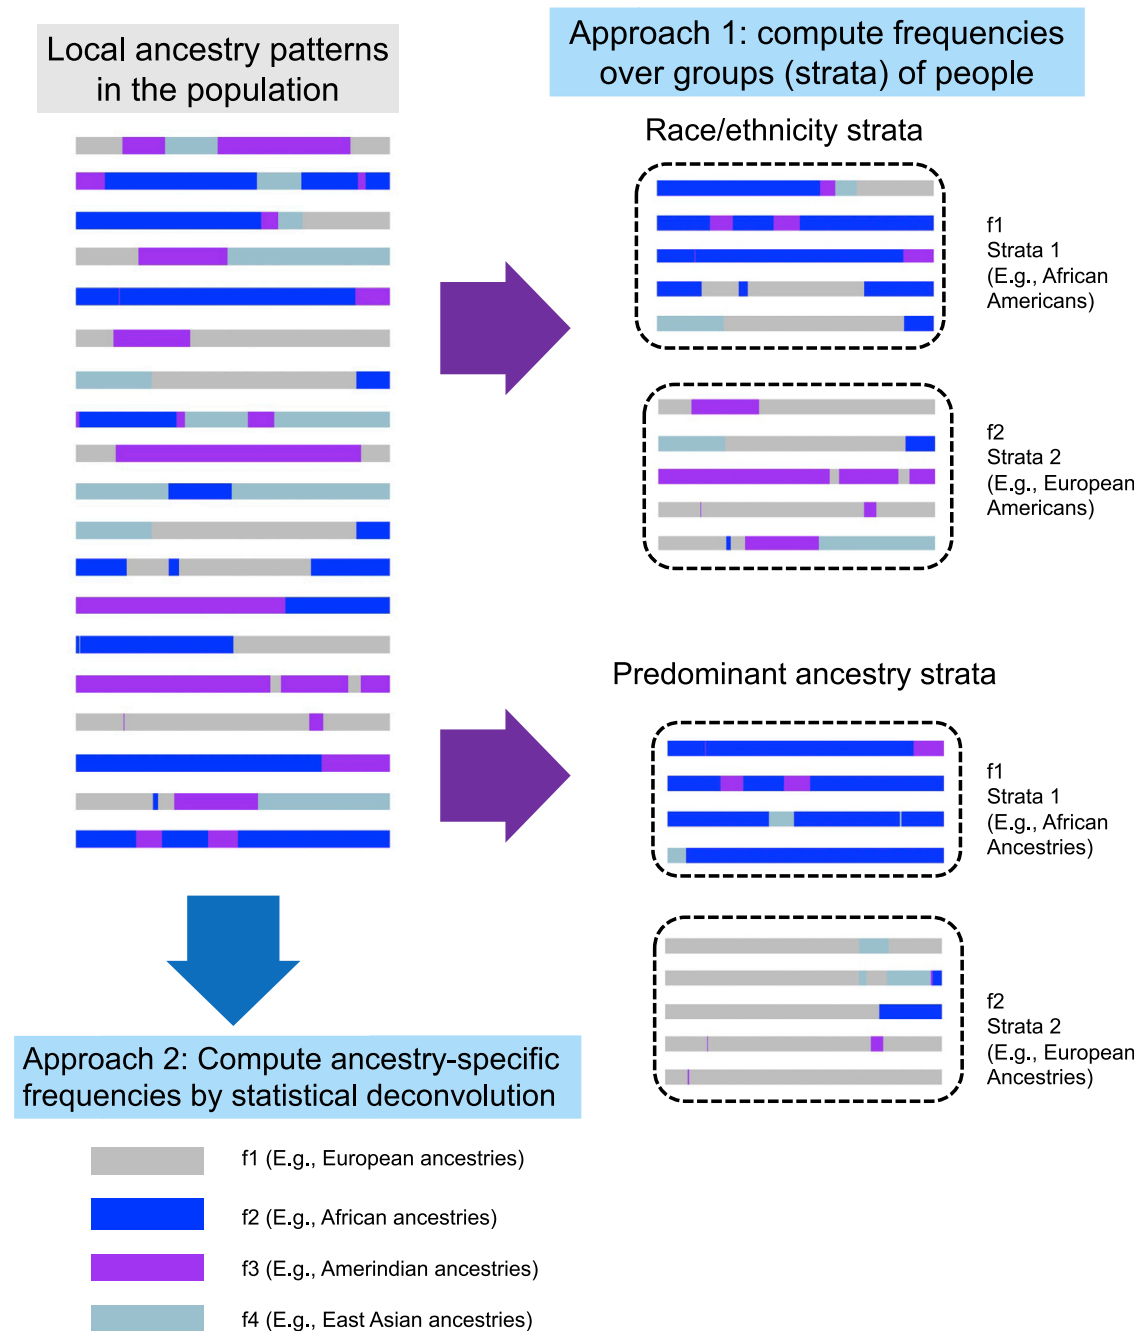 Local ancestry patterns
in the population
Approach 1: compute frequencies
over groups (strata) of people
Race/ethnicity strata
f1
Strata 1
(E.g., African
Americans)
f2
Strata 2
(E.g., European
Americans)
Predominant ancestry strata
f1
Strata 1
(E.g., African
Ancestries)
f2
Strata 2
(E.g., European
Ancestries)
Approach 2: Compute ancestry-specific
frequencies by statistical deconvolution
f1 (E.g., European ancestries)
f2 (E.g., African ancestries)
f3 (E.g., Amerindian ancestries)
f4 (E.g., East Asian ancestries)